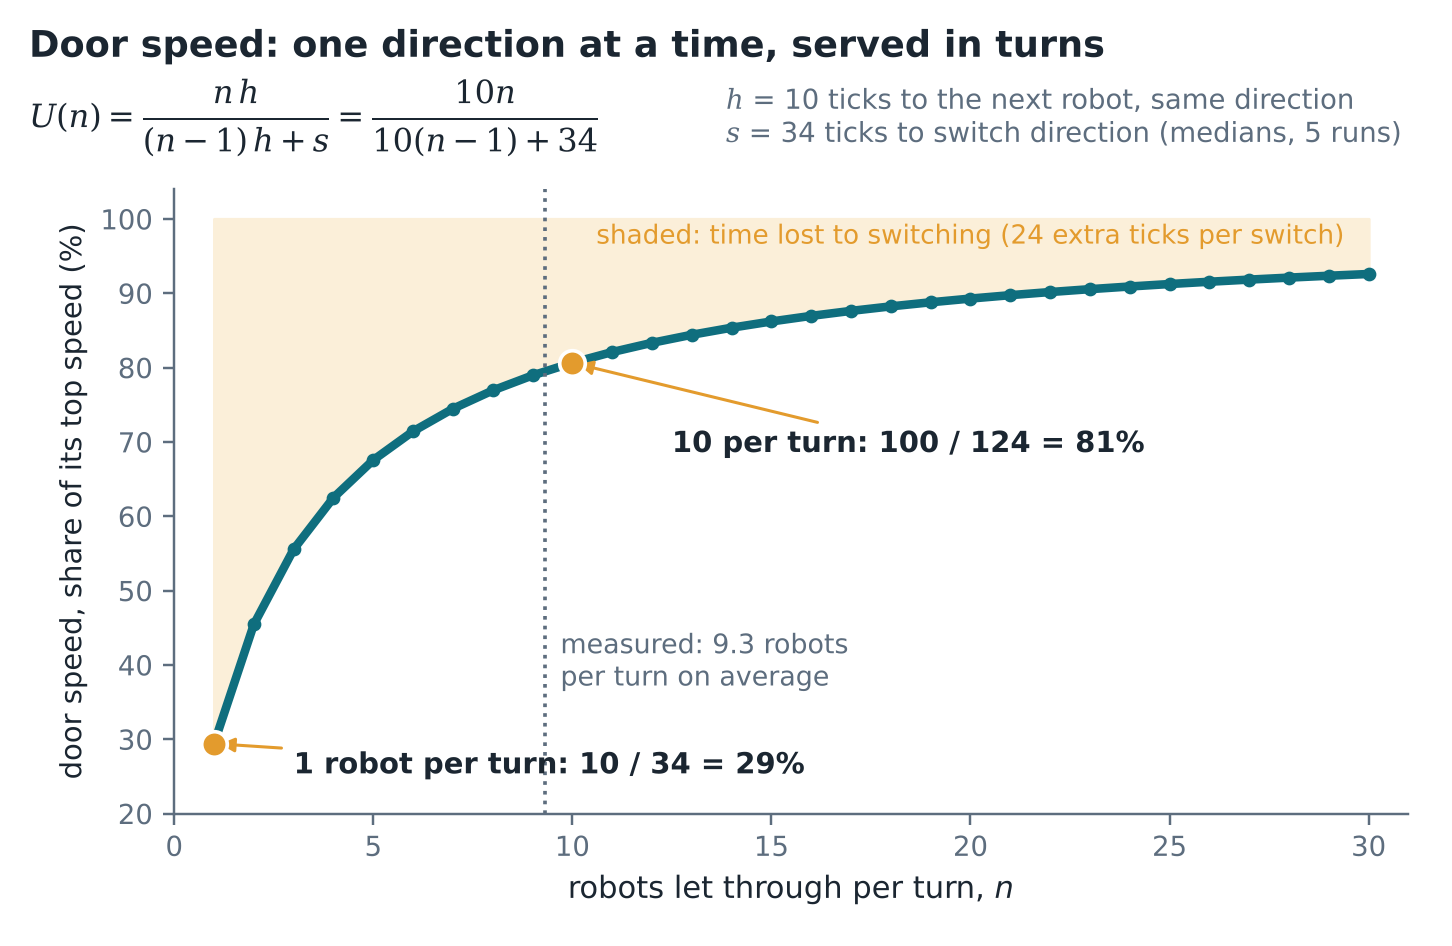 Door speed: one direction at a time, served in turns
U(n) = n h / ((n − 1) h + s) = 10n / (10(n − 1) + 34)
h = 10 ticks to the next robot, same direction
s = 34 ticks to switch direction (medians, 5 runs)
shaded: time lost to switching (24 extra ticks per switch)
10 per turn: 100 / 124 = 81%
measured: 9.3 robots
per turn on average
1 robot per turn: 10 / 34 = 29%
door speed, share of its top speed (%)
100
90
80
70
60
50
40
30
20
0 5 10 15 20 25 30
robots let through per turn, n